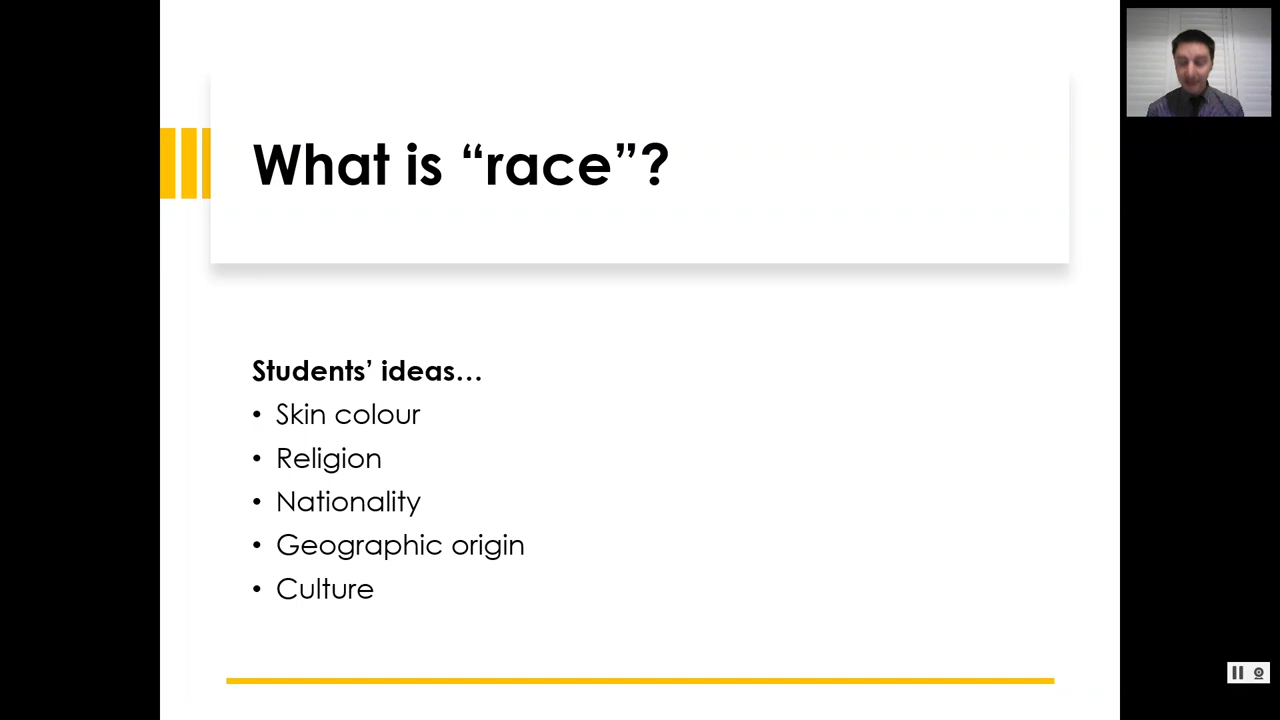 What is “race”?
Students’ ideas…
• Skin colour
• Religion
• Nationality
• Geographic origin
• Culture